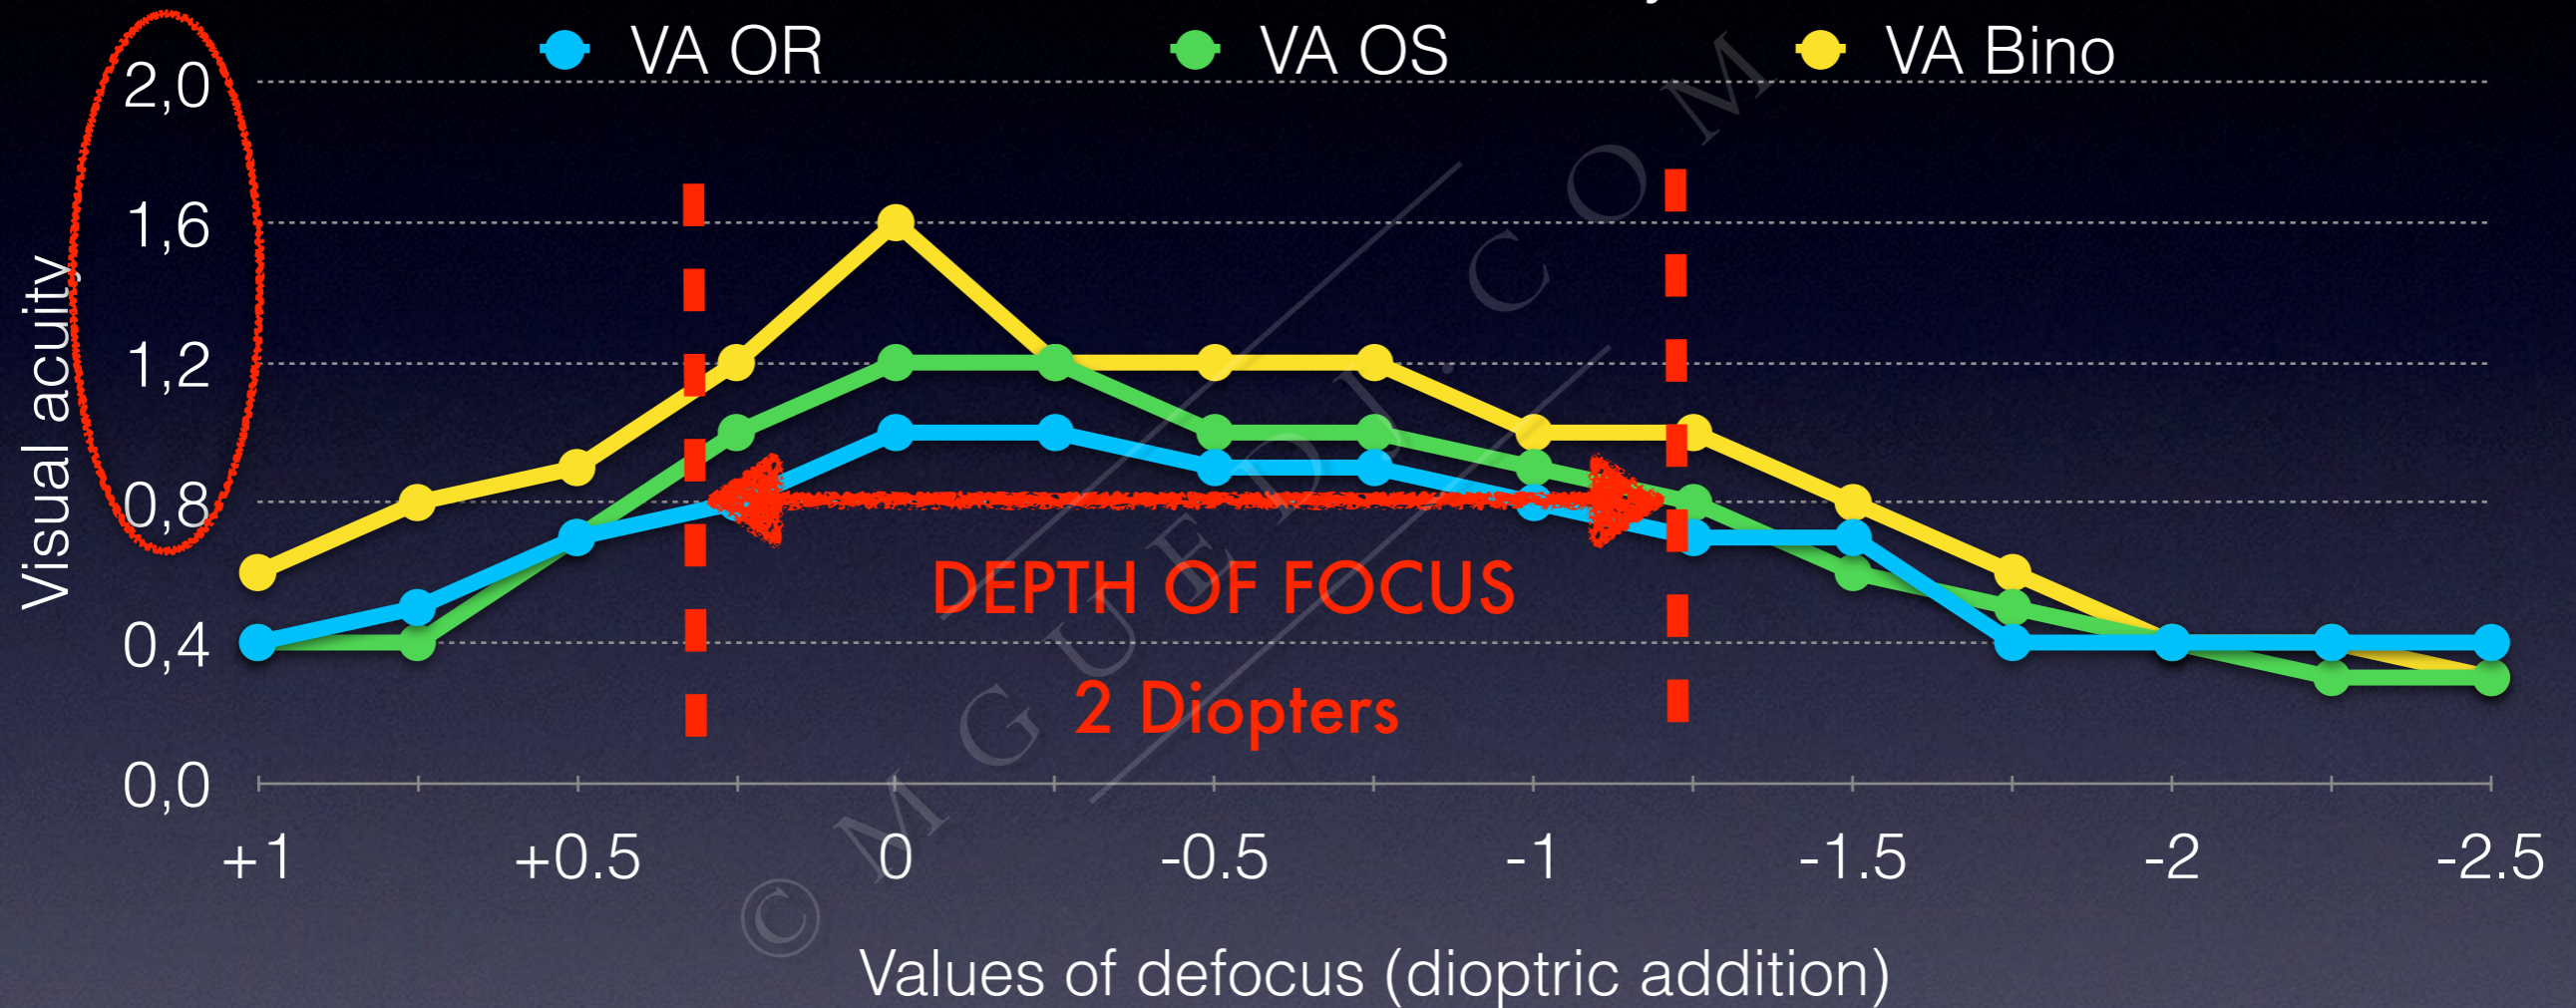 VA OR
VA OS
VA Bino
2,0
1,6
1,2
0,8
0,4
0,0
Visual acuity
DEPTH OF FOCUS
2 Diopters
+1
+0.5
0
-0.5
-1
-1.5
-2
-2.5
Values of defocus (dioptric addition)
© MGUEDJ.COM